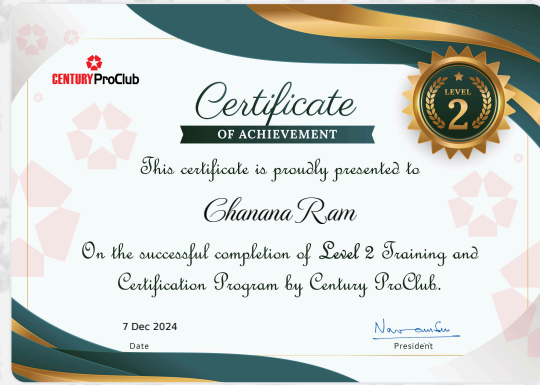 CENTURY ProClub
Certificate
OF ACHIEVEMENT
LEVEL
2
This certificate is proudly presented to
Chanana Ram
On the successful completion of Level 2 Training and
Certification Program by Century ProClub.
7 Dec 2024
Date
President